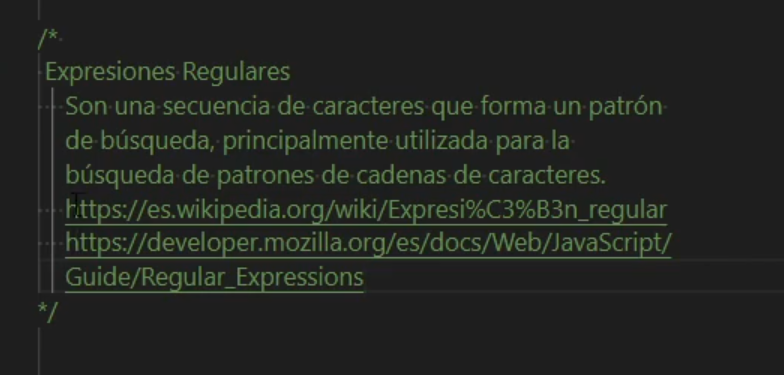 /*
Expresiones Regulares
Son una secuencia de caracteres que forma un patrón
de búsqueda, principalmente utilizada para la
búsqueda de patrones de cadenas de caracteres.
https://es.wikipedia.org/wiki/Expresi%C3%B3n_regular
https://developer.mozilla.org/es/docs/Web/JavaScript/
Guide/Regular_Expressions
*/